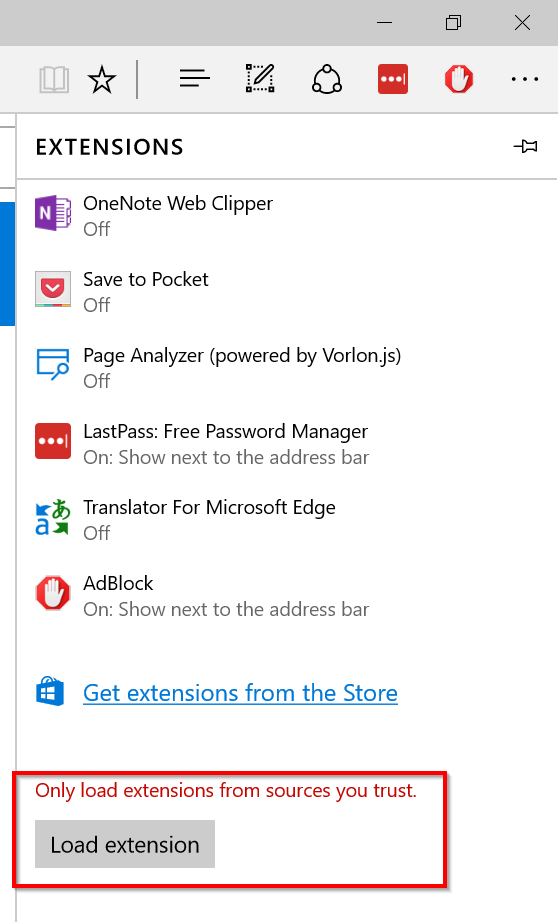 EXTENSIONS
OneNote Web Clipper
Off
Save to Pocket
Off
Page Analyzer (powered by Vorlon.js)
Off
LastPass: Free Password Manager
On: Show next to the address bar
Translator For Microsoft Edge
Off
AdBlock
On: Show next to the address bar
Get extensions from the Store
Only load extensions from sources you trust.
Load extension